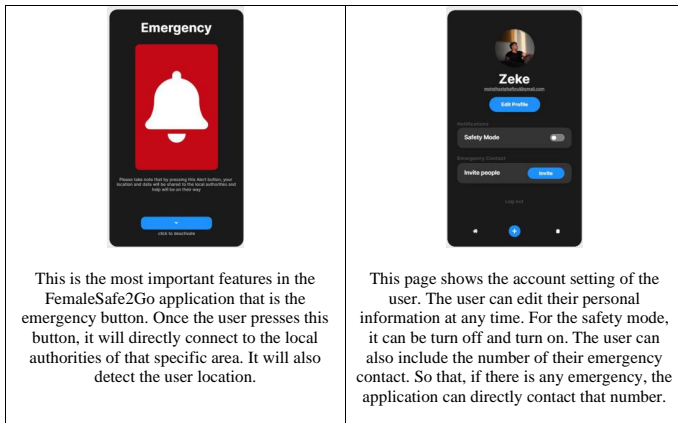 Emergency
Please take note that by pressing this Alert button, your
location and data will be shared to the local authorities and
help will be on their way
click to deactivate
This is the most important features in the
FemaleSafe2Go application that is the
emergency button. Once the user presses this
button, it will directly connect to the local
authorities of that specific area. It will also
detect the user location.
Zeke
Edit Profile
Notifications
Safety Mode
Emergency Contact
Invite people
Invite
Log out
This page shows the account setting of the
user. The user can edit their personal
information at any time. For the safety mode,
it can be turn off and turn on. The user can
also include the number of their emergency
contact. So that, if there is any emergency, the
application can directly contact that number.